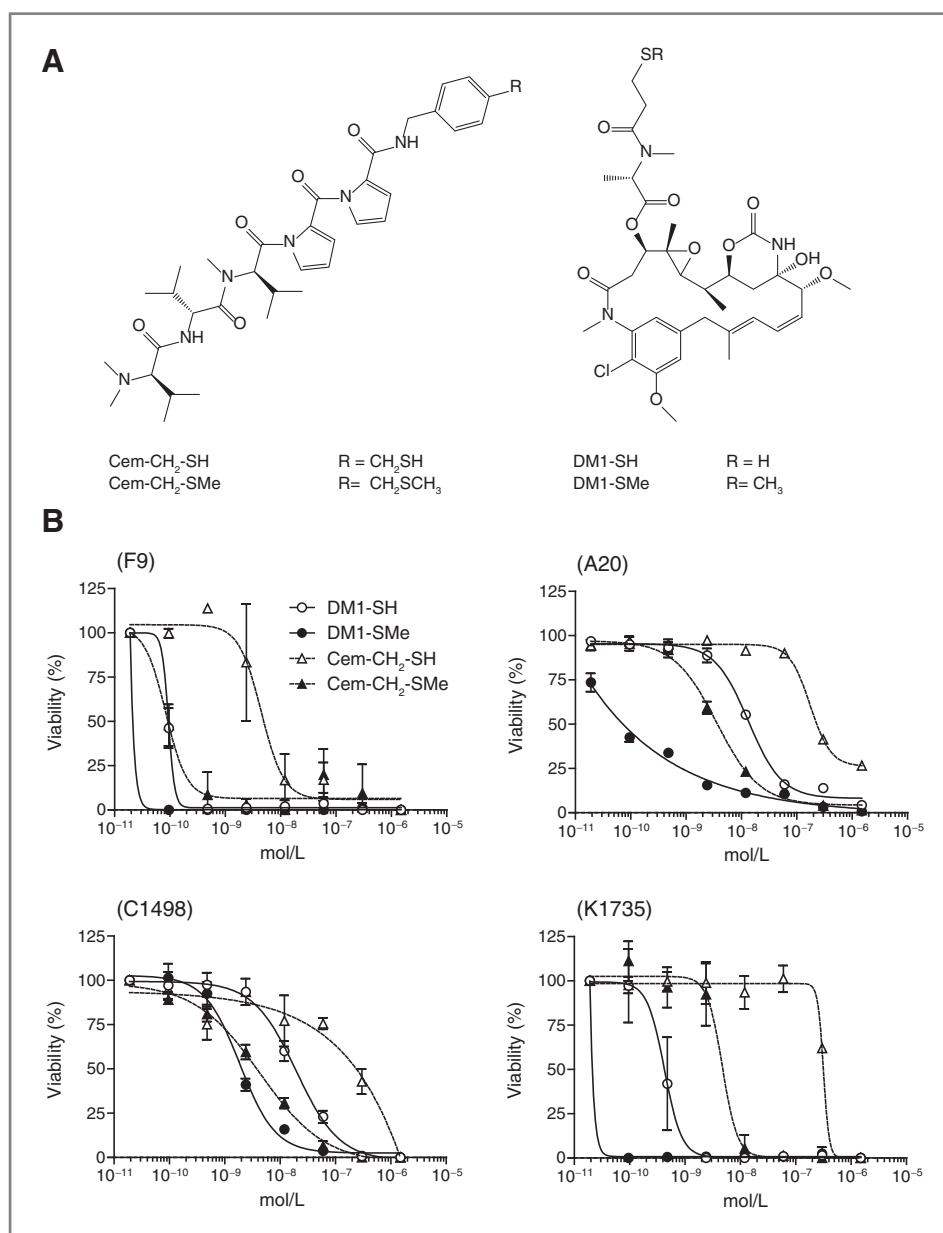 A
R
SR
O
NH
O
N
O
N
O
N
O
N
O
NH
O
O
N
O
N
O
O
O
O
O
NH
OH
O
O
N
Cl
O
Cem-CH₂-SH R = CH₂SH DM1-SH R = H
Cem-CH₂-SMe R= CH₂SCH₃ DM1-SMe R= CH₃
B
(F9)
125
100
75
50
25
0
Viability (%)
10⁻¹¹ 10⁻¹⁰ 10⁻⁹ 10⁻⁸ 10⁻⁷ 10⁻⁶ 10⁻⁵
mol/L
DM1-SH
DM1-SMe
Cem-CH₂-SH
Cem-CH₂-SMe
(A20)
125
100
75
50
25
0
Viability (%)
10⁻¹¹ 10⁻¹⁰ 10⁻⁹ 10⁻⁸ 10⁻⁷ 10⁻⁶ 10⁻⁵
mol/L
(C1498)
125
100
75
50
25
0
Viability (%)
10⁻¹¹ 10⁻¹⁰ 10⁻⁹ 10⁻⁸ 10⁻⁷ 10⁻⁶ 10⁻⁵
mol/L
(K1735)
125
100
75
50
25
0
Viability (%)
10⁻¹¹ 10⁻¹⁰ 10⁻⁹ 10⁻⁸ 10⁻⁷ 10⁻⁶ 10⁻⁵
mol/L